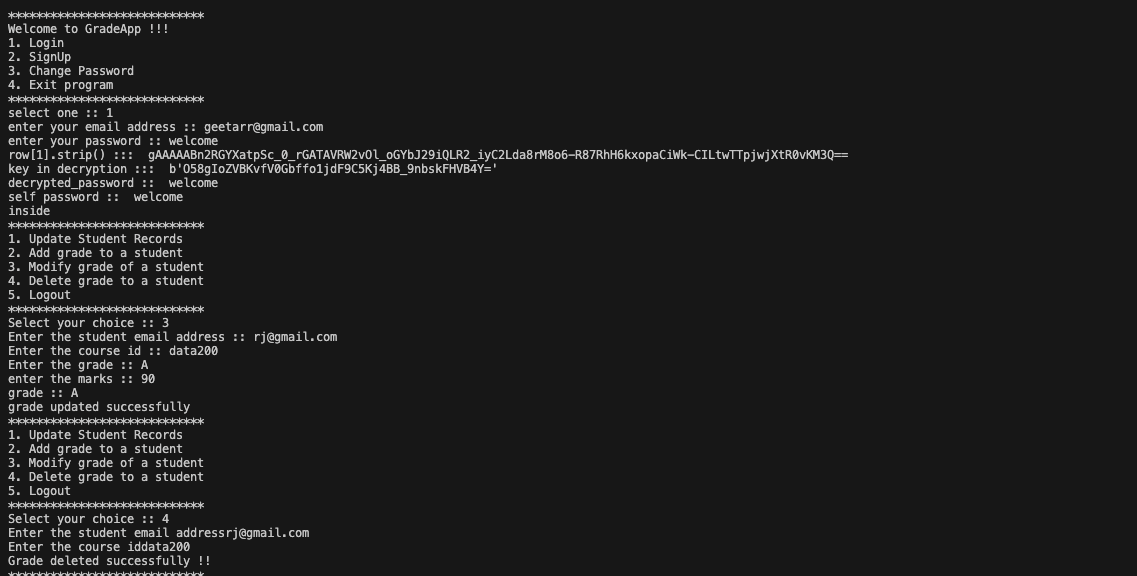 ****************************
Welcome to GradeApp !!!
1. Login
2. SignUp
3. Change Password
4. Exit program
****************************
select one :: 1
enter your email address :: geetarr@gmail.com
enter your password :: welcome
row[1].strip() :::  gAAAAABn2RGYXatpSc_0_rGATAVRW2vOl_oGYbJ29iQLR2_iyC2Lda8rM8o6-R87RhH6kxopaCiWk-CILtwTTpjwjXtR0vKM3Q==
key in decryption :::  b'O58gIoZVBKvfV0Gbffo1jdF9C5Kj4BB_9nbskFHVB4Y='
decrypted_password ::  welcome
self password ::  welcome
inside
****************************
1. Update Student Records
2. Add grade to a student
3. Modify grade of a student
4. Delete grade to a student
5. Logout
****************************
Select your choice :: 3
Enter the student email address :: rj@gmail.com
Enter the course id :: data200
Enter the grade :: A
enter the marks :: 90
grade :: A
grade updated successfully
****************************
1. Update Student Records
2. Add grade to a student
3. Modify grade of a student
4. Delete grade to a student
5. Logout
****************************
Select your choice :: 4
Enter the student email addressrj@gmail.com
Enter the course iddata200
Grade deleted successfully !!
****************************